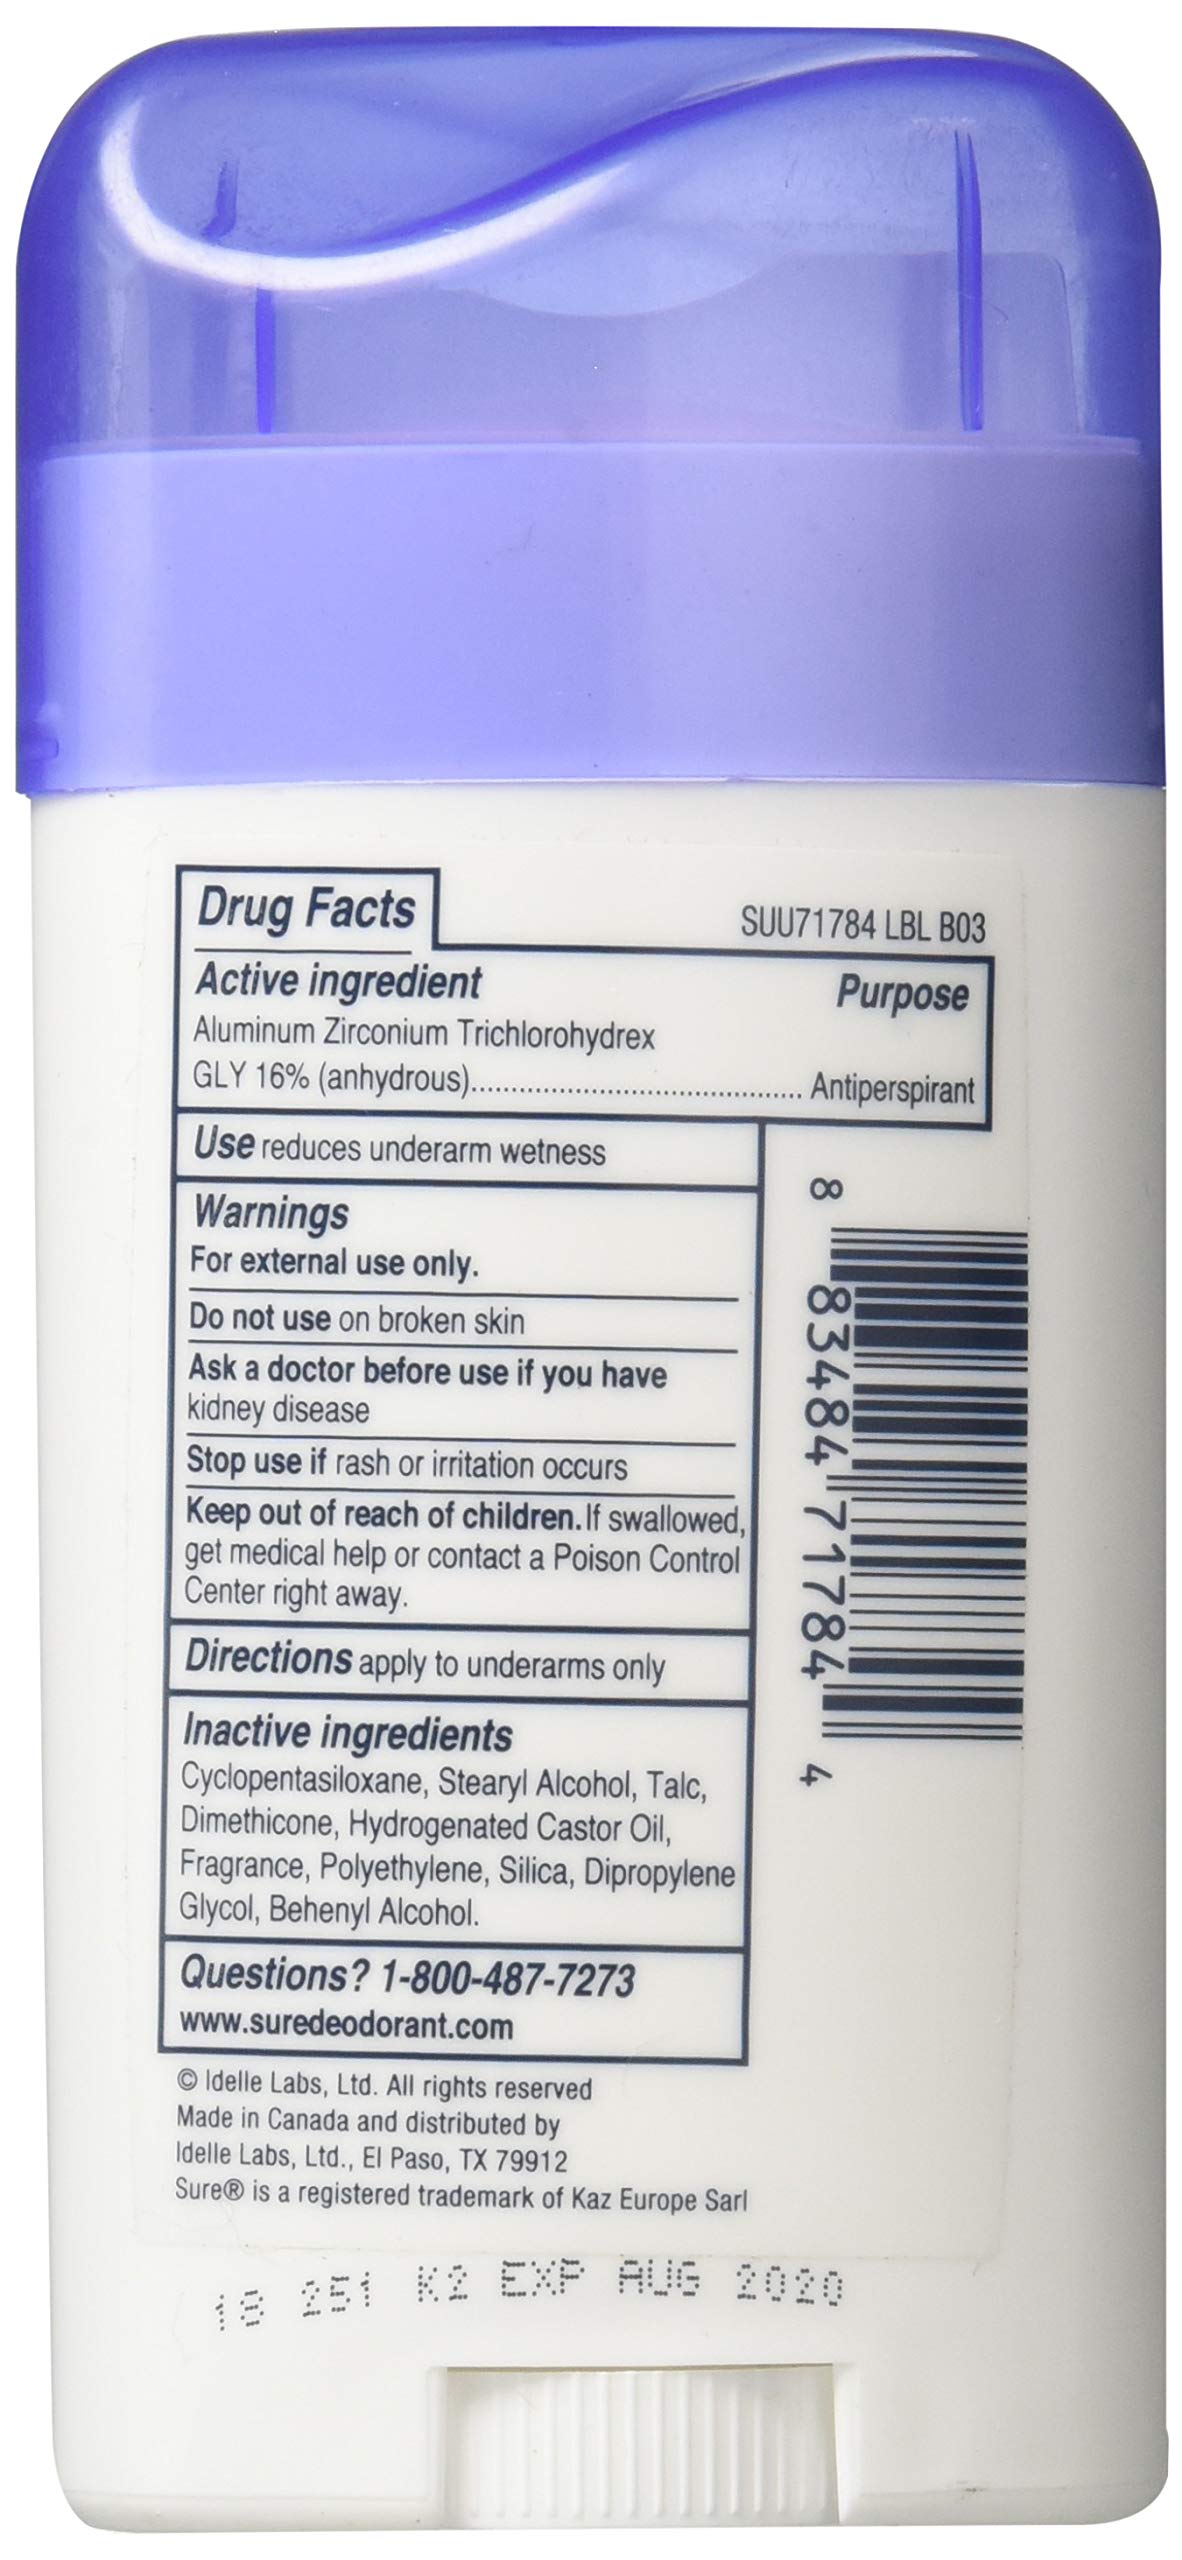 Drug Facts
SUU71784 LBL B03
Active ingredient Purpose
Aluminum Zirconium Trichlorohydrex
GLY 16% (anhydrous)......................................... Antiperspirant
Use reduces underarm wetness
Warnings
For external use only.
Do not use on broken skin
Ask a doctor before use if you have
kidney disease
Stop use if rash or irritation occurs
Keep out of reach of children. If swallowed,
get medical help or contact a Poison Control
Center right away.
Directions apply to underarms only
Inactive ingredients
Cyclopentasiloxane, Stearyl Alcohol, Talc,
Dimethicone, Hydrogenated Castor Oil,
Fragrance, Polyethylene, Silica, Dipropylene
Glycol, Behenyl Alcohol.
Questions? 1-800-487-7273
www.suredeodorant.com
8 83484 71784 4
© Idelle Labs, Ltd. All rights reserved
Made in Canada and distributed by
Idelle Labs, Ltd., El Paso, TX 79912
Sure® is a registered trademark of Kaz Europe Sarl
18 251 K2 EXP AUG 2020